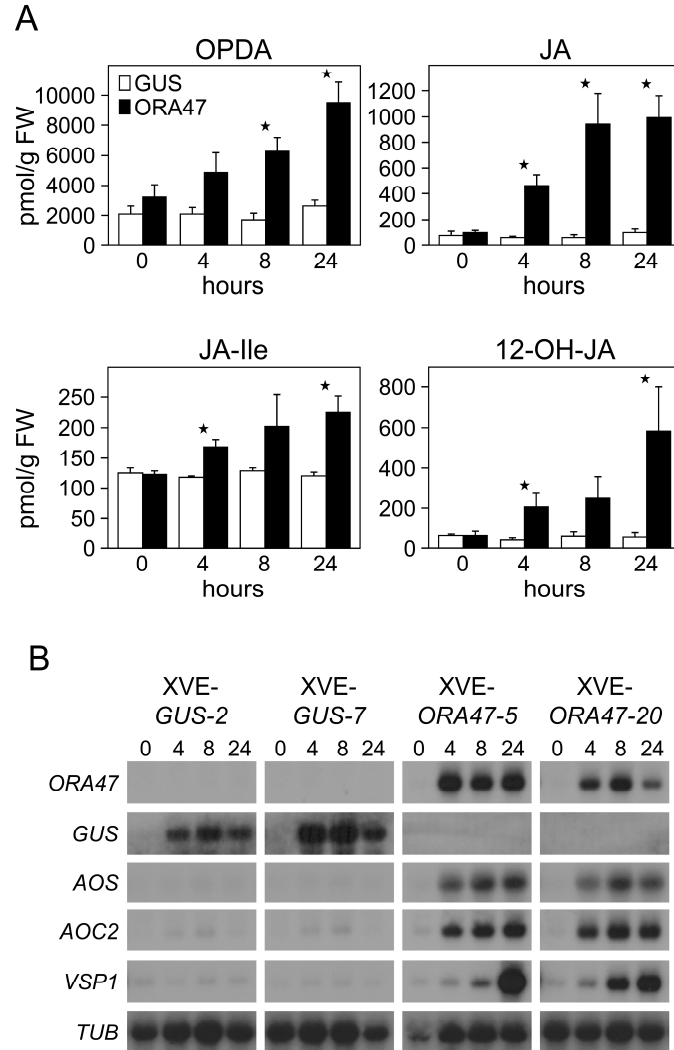 A
OPDA
JA
GUS
ORA47
pmol/g FW
10000
8000
6000
4000
2000
0
0 4 8 24
hours
1200
1000
800
600
400
200
0
0 4 8 24
hours
JA-Ile
12-OH-JA
pmol/g FW
250
200
150
100
50
0
0 4 8 24
hours
800
600
400
200
0
0 4 8 24
hours
B
XVE- XVE- XVE- XVE-
GUS-2 GUS-7 ORA47-5 ORA47-20
0 4 8 24 0 4 8 24 0 4 8 24 0 4 8 24
ORA47
GUS
AOS
AOC2
VSP1
TUB